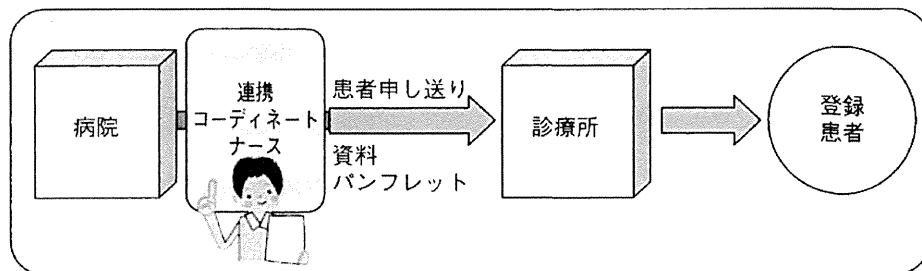 病院
連携
コーディネート
ナース
患者申し送り
資料
パンフレット
診療所
登録
患者